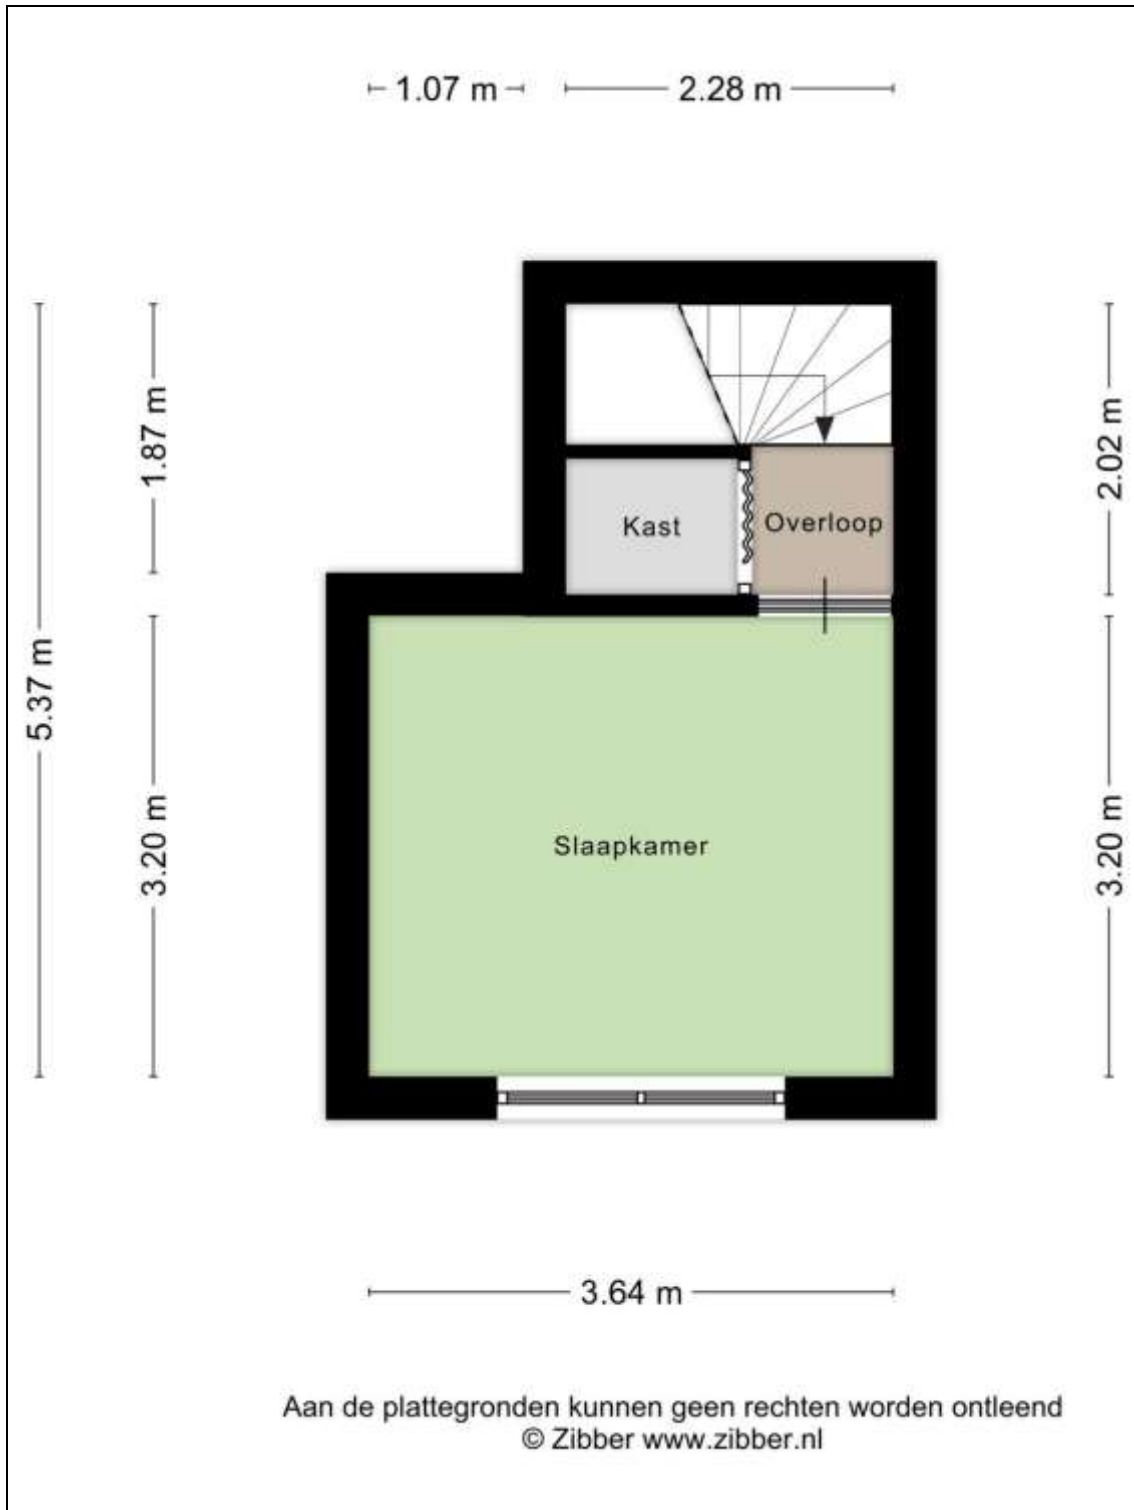 1.07 m
2.28 m
5.37 m
1.87 m
2.02 m
Kast
Overloop
3.20 m
Slaapkamer
3.20 m
3.64 m
Aan de plattegronden kunnen geen rechten worden ontleend
© Zibber www.zibber.nl